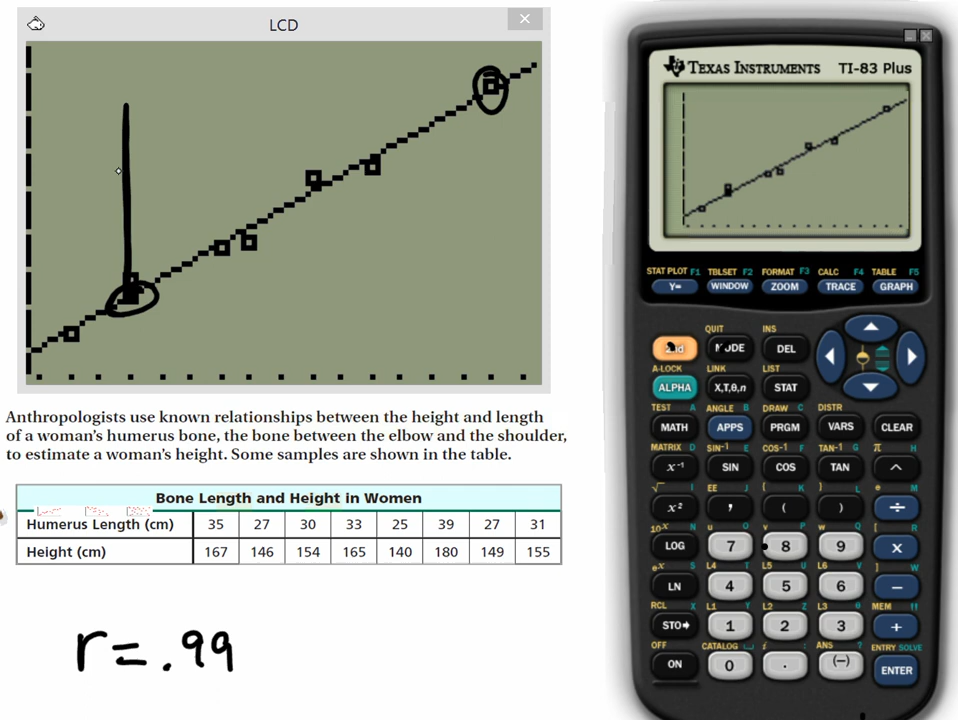 LCD
Anthropologists use known relationships between the height and length
of a woman's humerus bone, the bone between the elbow and the shoulder,
to estimate a woman's height. Some samples are shown in the table.
Bone Length and Height in Women
Humerus Length (cm) 35 27 30 33 25 39 27 31
Height (cm) 167 146 154 165 140 180 149 155
r = .99
TEXAS INSTRUMENTS TI-83 Plus
STAT PLOT F1 TBLSET F2 FORMAT F3 CALC F4 TABLE F5
Y= WINDOW ZOOM TRACE GRAPH
QUIT INS
DEL
A-LOCK LINK LIST
ALPHA X,T,θ,n STAT
TEST A ANGLE B DRAW C DISTR
MATH APPS PRGM VARS CLEAR
MATRIX D SIN-1 E COS-1 F TAN-1 G π H
x-1 SIN COS TAN ^
√ I EE J { K } L e M
x² , ( ) ÷
10x N u O v P w Q [ R
LOG 7 8 9 x
ex S L4 T L5 U L6 V ] W
LN 4 5 6 −
RCL X L1 Y L2 Z L3 θ MEM "
STO➡ 1 2 3 +
OFF CATALOG i : ANS ? ENTRY SOLVE
ON 0 . (−) ENTER